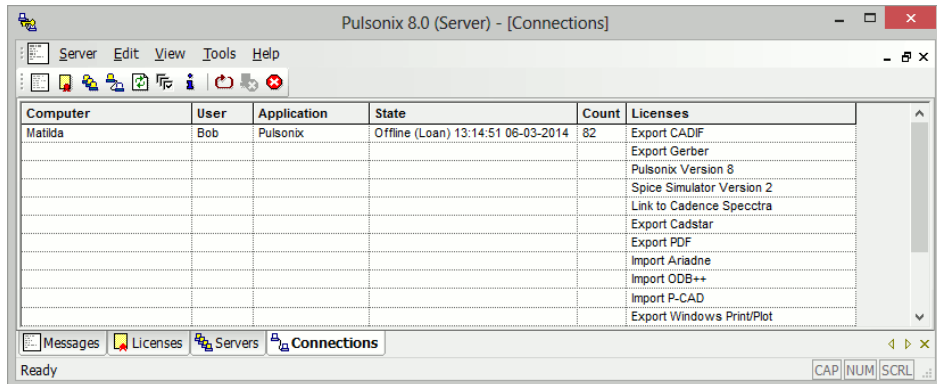 Pulsonix 8.0 (Server) - [Connections]
Server Edit View Tools Help
Computer User Application State Count Licenses
Matilda Bob Pulsonix Offline (Loan) 13:14:51 06-03-2014 82 Export CADIF
Export Gerber
Pulsonix Version 8
Spice Simulator Version 2
Link to Cadence Specctra
Export Cadstar
Export PDF
Import Ariadne
Import ODB++
Import P-CAD
Export Windows Print/Plot
Messages Licenses Servers Connections
Ready CAP NUM SCRL